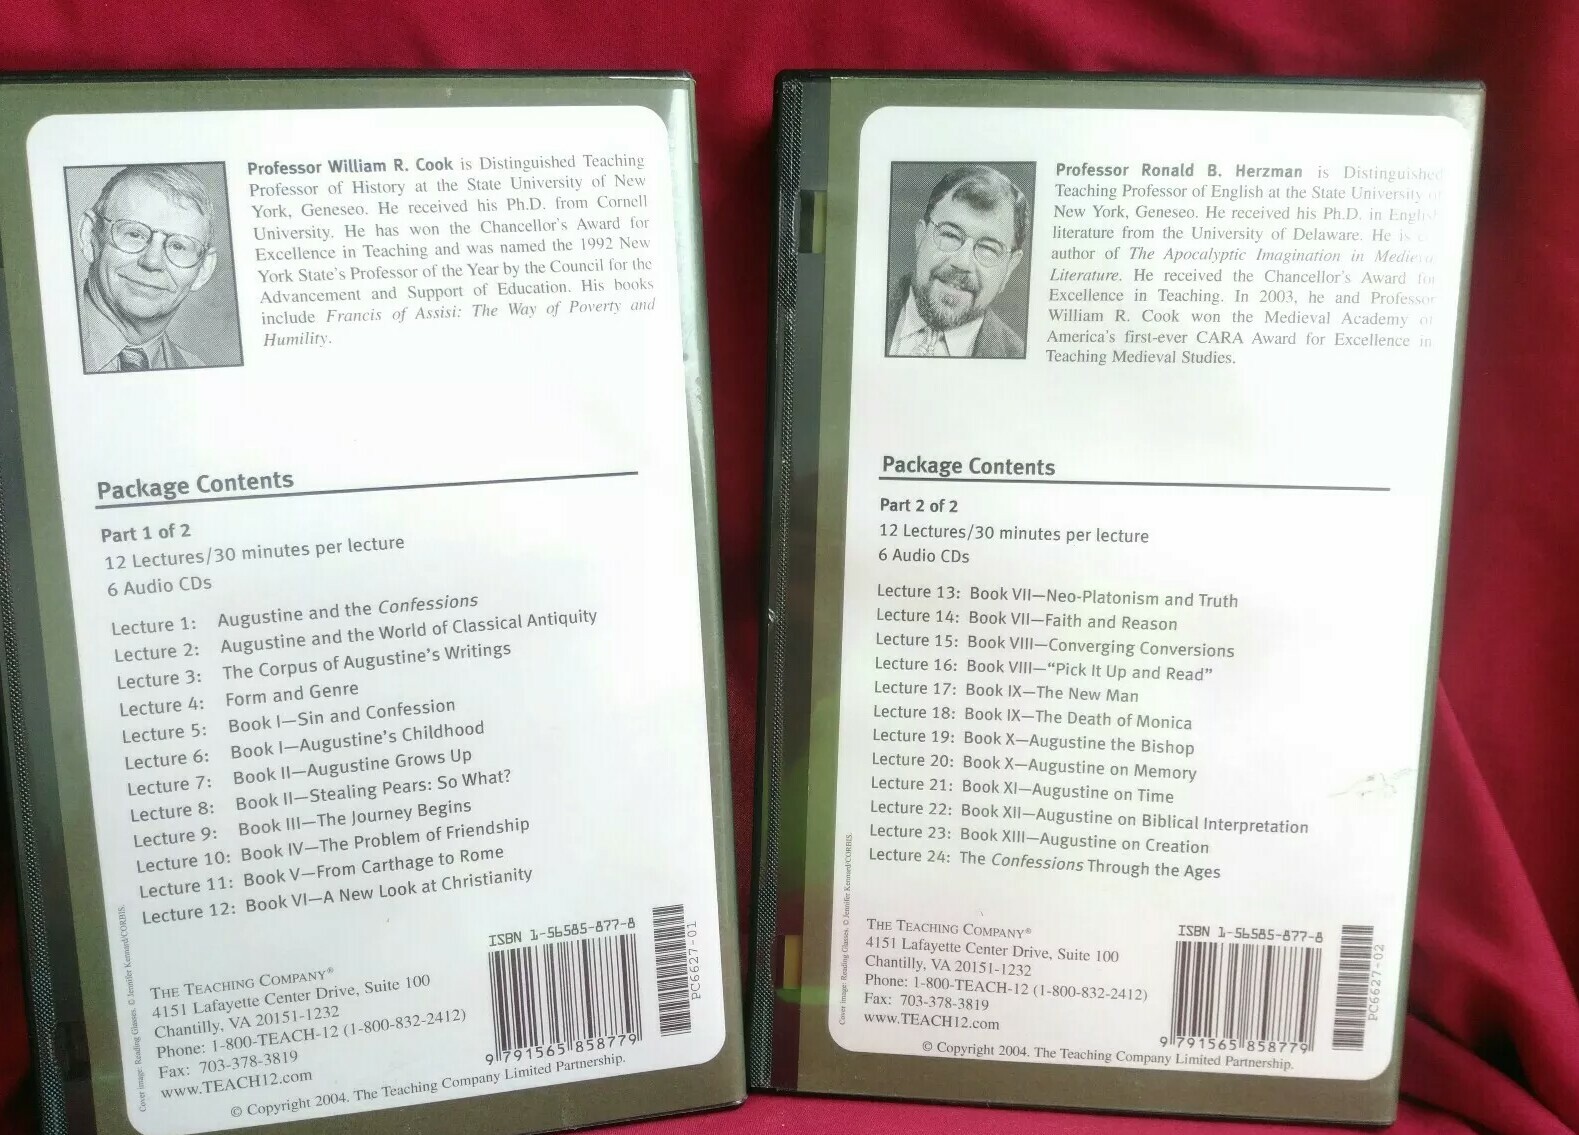 Professor William R. Cook is Distinguished Teaching
Professor of History at the State University of New
York, Geneseo. He received his Ph.D. from Cornell
University. He has won the Chancellor's Award for
Excellence in Teaching and was named the 1992 New
York State's Professor of the Year by the Council for the
Advancement and Support of Education. His books
include Francis of Assisi: The Way of Poverty and
Humility.
Package Contents
Part 1 of 2
12 Lectures/30 minutes per lecture
6 Audio CDs
Lecture 1: Augustine and the Confessions
Lecture 2: Augustine and the World of Classical Antiquity
Lecture 3: The Corpus of Augustine's Writings
Lecture 4: Form and Genre
Lecture 5: Book I—Sin and Confession
Lecture 6: Book I—Augustine's Childhood
Lecture 7: Book II—Augustine Grows Up
Lecture 8: Book II—Stealing Pears: So What?
Lecture 9: Book III—The Journey Begins
Lecture 10: Book IV—The Problem of Friendship
Lecture 11: Book V—From Carthage to Rome
Lecture 12: Book VI—A New Look at Christianity
Cover image: Reading Glasses. © Jennifer Kennard/CORBIS.
THE TEACHING COMPANY®
4151 Lafayette Center Drive, Suite 100
Chantilly, VA 20151-1232
Phone: 1-800-TEACH-12 (1-800-832-2412)
Fax: 703-378-3819
www.TEACH12.com
ISBN 1-56585-877-8
9 791565 858779
PC6627-01
© Copyright 2004. The Teaching Company Limited Partnership.
Professor Ronald B. Herzman is Distinguished
Teaching Professor of English at the State University of
New York, Geneseo. He received his Ph.D. in English
literature from the University of Delaware. He is
author of The Apocalyptic Imagination in Medieval
Literature. He received the Chancellor's Award for
Excellence in Teaching. In 2003, he and Professor
William R. Cook won the Medieval Academy of
America's first-ever CARA Award for Excellence in
Teaching Medieval Studies.
Package Contents
Part 2 of 2
12 Lectures/30 minutes per lecture
6 Audio CDs
Lecture 13: Book VII—Neo-Platonism and Truth
Lecture 14: Book VII—Faith and Reason
Lecture 15: Book VIII—Converging Conversions
Lecture 16: Book VIII—"Pick It Up and Read"
Lecture 17: Book IX—The New Man
Lecture 18: Book IX—The Death of Monica
Lecture 19: Book X—Augustine the Bishop
Lecture 20: Book X—Augustine on Memory
Lecture 21: Book XI—Augustine on Time
Lecture 22: Book XII—Augustine on Biblical Interpretation
Lecture 23: Book XIII—Augustine on Creation
Lecture 24: The Confessions Through the Ages
Cover image: Reading Glasses. © Jennifer Kennard/CORBIS.
THE TEACHING COMPANY®
4151 Lafayette Center Drive, Suite 100
Chantilly, VA 20151-1232
Phone: 1-800-TEACH-12 (1-800-832-2412)
Fax: 703-378-3819
www.TEACH12.com
ISBN 1-56585-877-8
9 791565 858779
PC6627-02
© Copyright 2004. The Teaching Company Limited Partnership.